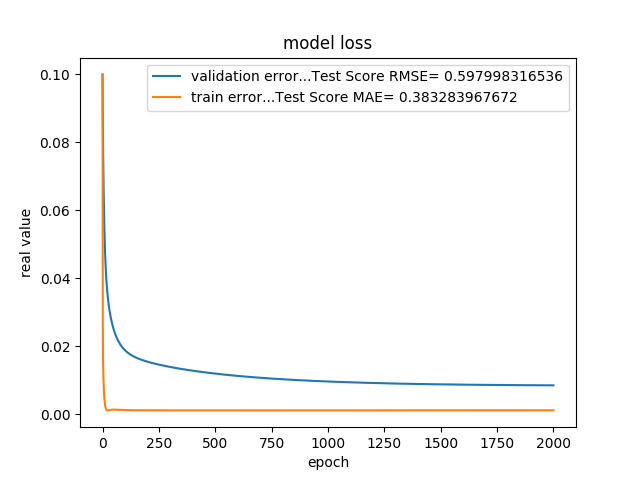 model loss
validation error...Test Score RMSE= 0.597998316536
train error...Test Score MAE= 0.383283967672
0.10
0.08
0.06
0.04
0.02
0.00
real value
0 250 500 750 1000 1250 1500 1750 2000
epoch